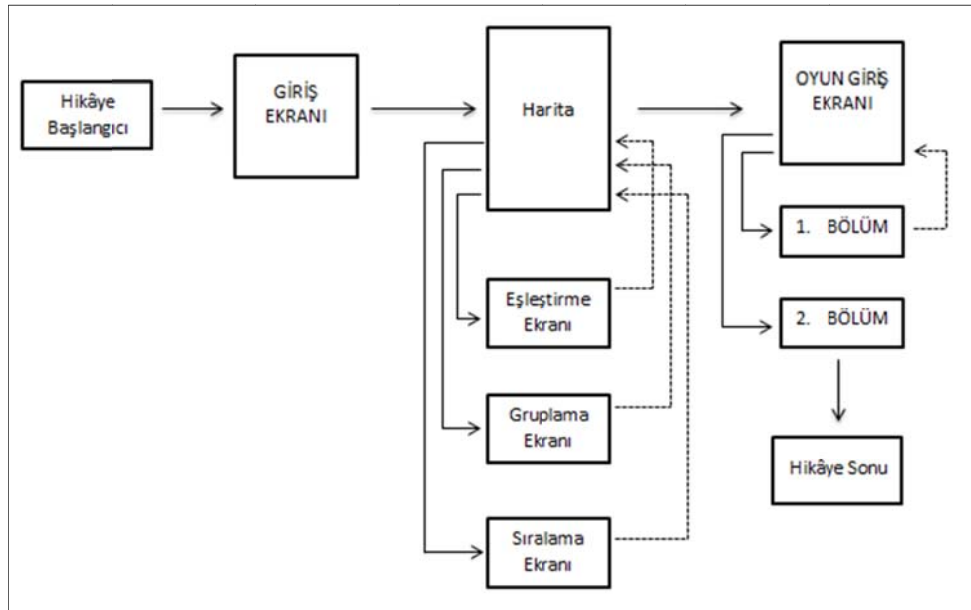 Hikâye
Başlangıcı
GİRİŞ
EKRANI
Harita
OYUN GİRİŞ
EKRANI
1. BÖLÜM
2. BÖLÜM
Hikâye Sonu
Eşleştirme
Ekranı
Gruplama
Ekranı
Sıralama
Ekranı